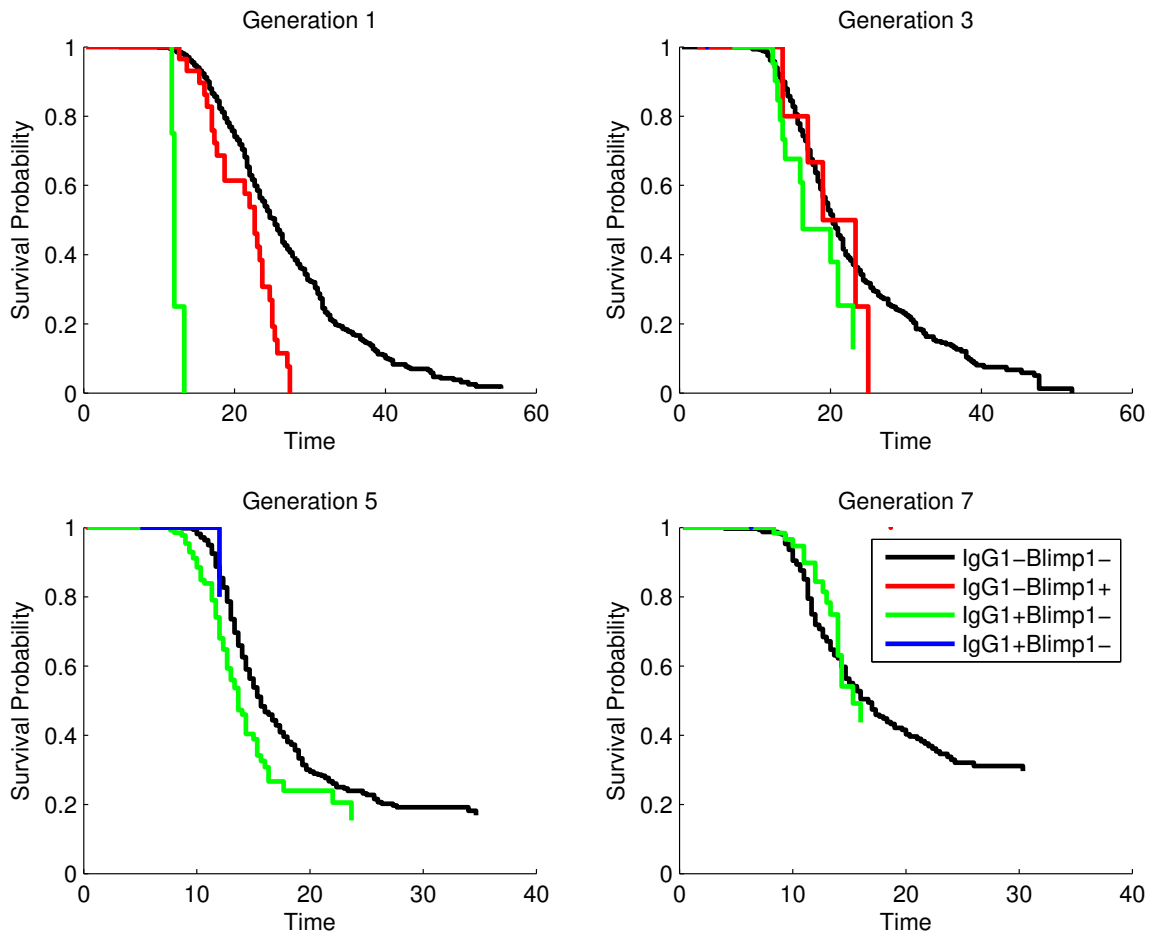 Generation 1
Survival Probability
1
0.8
0.6
0.4
0.2
0
0 20 40 60
Time
Generation 3
Survival Probability
1
0.8
0.6
0.4
0.2
0
0 20 40 60
Time
Generation 5
Survival Probability
1
0.8
0.6
0.4
0.2
0
0 10 20 30 40
Time
Generation 7
Survival Probability
1
0.8
0.6
0.4
0.2
0
0 10 20 30 40
Time
IgG1−Blimp1−
IgG1−Blimp1+
IgG1+Blimp1−
IgG1+Blimp1−